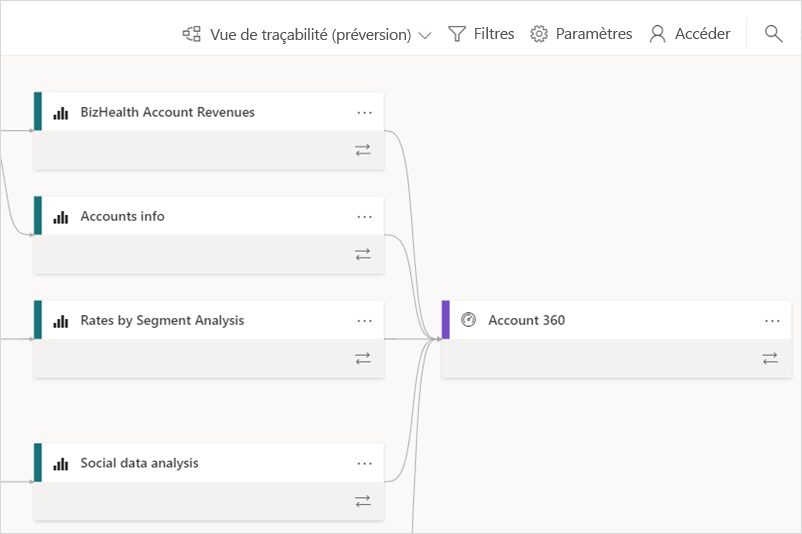 Vue de traçabilité (préversion) Filtres Paramètres Accéder
BizHealth Account Revenues
Accounts info
Rates by Segment Analysis
Account 360
Social data analysis